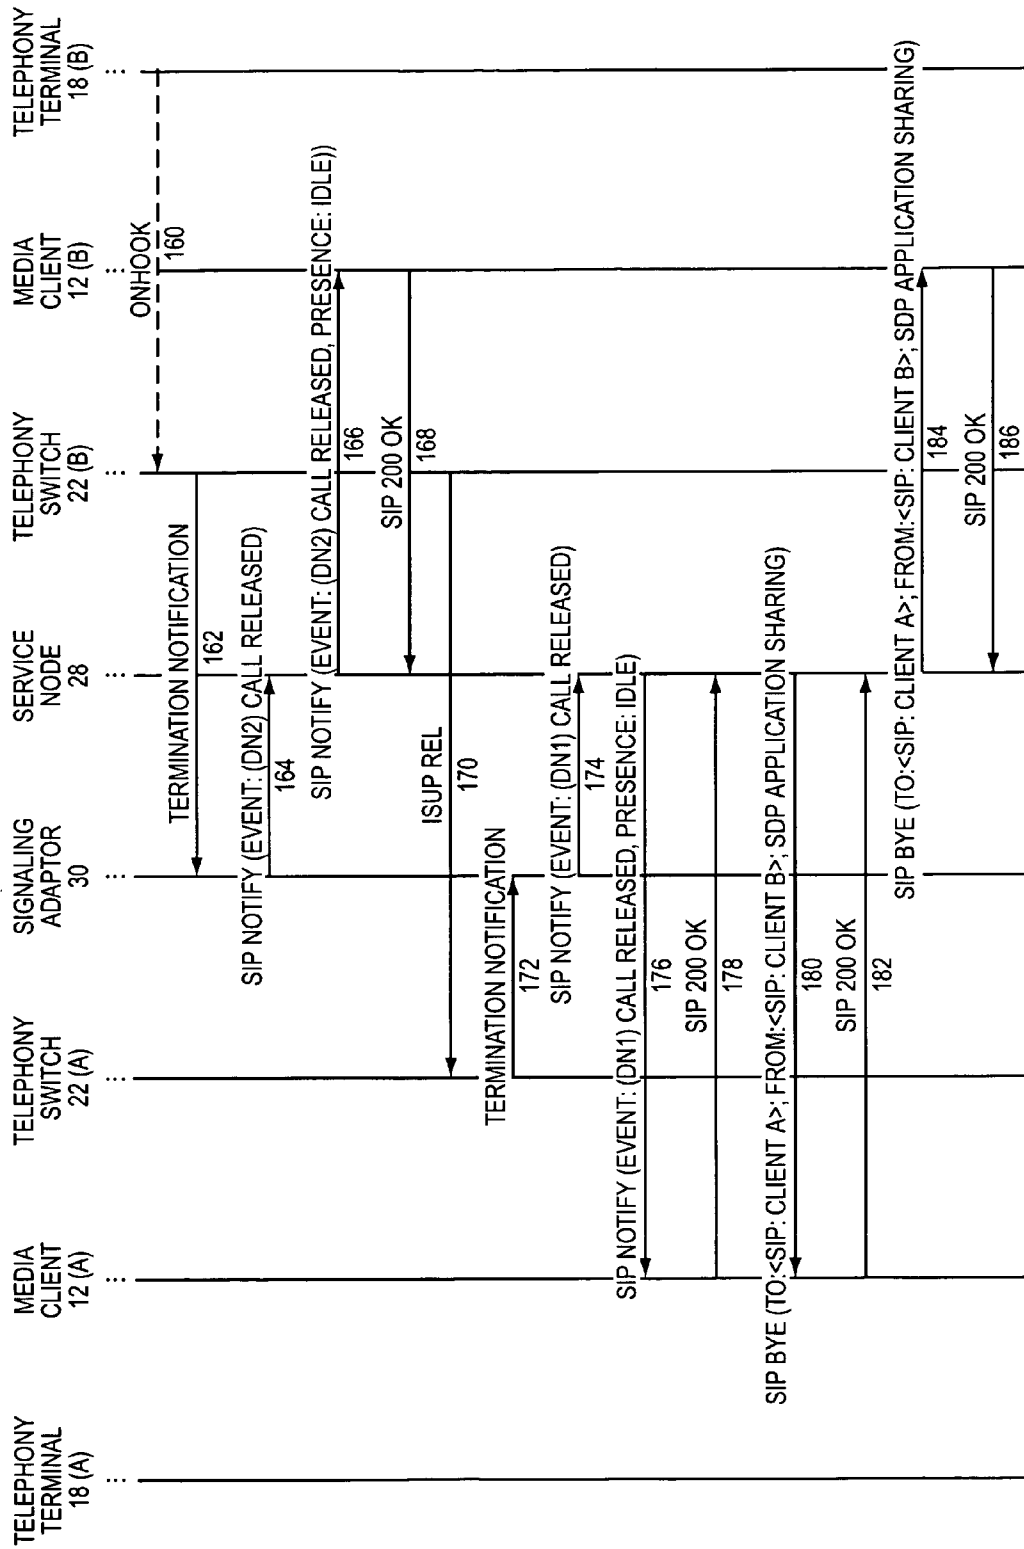 TELEPHONY
TERMINAL
18 (A)
MEDIA
CLIENT
12 (A)
TELEPHONY
SWITCH
22 (A)
SIGNALING
ADAPTOR
30
SERVICE
NODE
28
TELEPHONY
SWITCH
22 (B)
MEDIA
CLIENT
12 (B)
TELEPHONY
TERMINAL
18 (B)
... ... ... ... ... ... ... ...
ONHOOK
160
TERMINATION NOTIFICATION
162
SIP NOTIFY (EVENT: (DN2) CALL RELEASED)
164
SIP NOTIFY (EVENT: (DN2) CALL RELEASED, PRESENCE: IDLE))
166
SIP 200 OK
168
ISUP REL
170
TERMINATION NOTIFICATION
172
SIP NOTIFY (EVENT: (DN1) CALL RELEASED)
174
SIP NOTIFY (EVENT: (DN1) CALL RELEASED, PRESENCE: IDLE)
176
SIP 200 OK
178
SIP BYE (TO:<SIP: CLIENT A>; FROM:<SIP: CLIENT B>; SDP APPLICATION SHARING)
180
SIP 200 OK
182
SIP BYE (TO:<SIP: CLIENT A>; FROM:<SIP: CLIENT B>; SDP APPLICATION SHARING)
184
SIP 200 OK
186